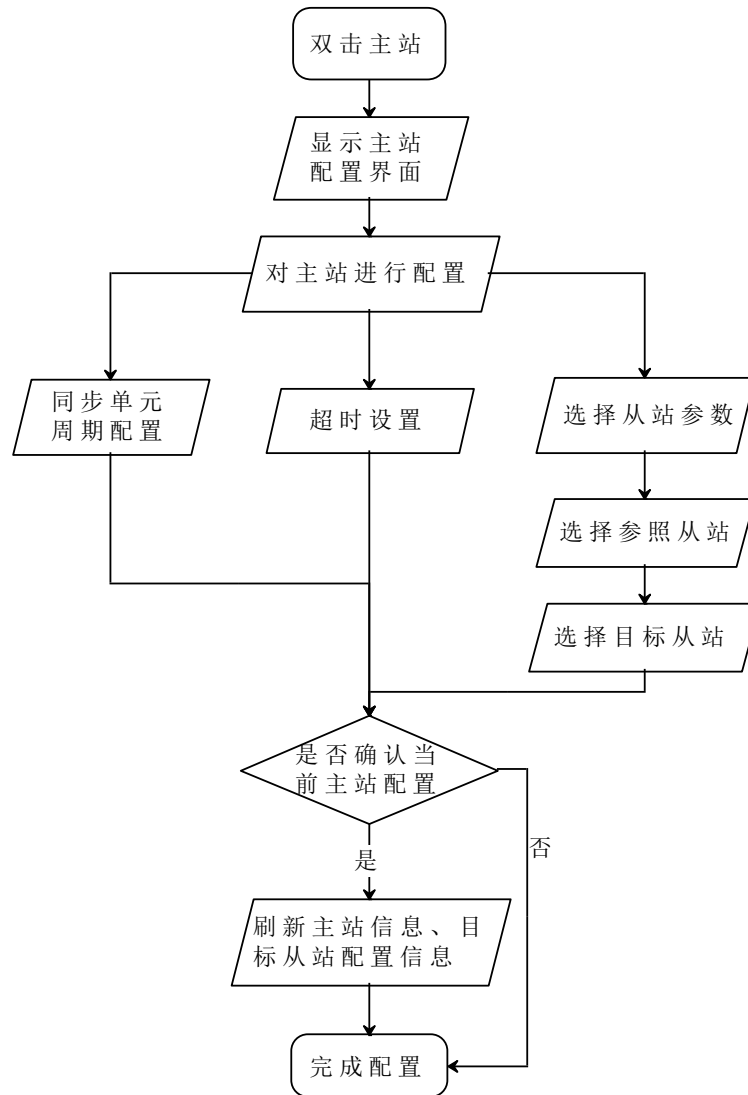 双击主站
显示主站
配置界面
对主站进行配置
同步单元
周期配置
超时设置
选择从站参数
选择参照从站
选择目标从站
是否确认当
前主站配置
是
否
刷新主站信息、目
标从站配置信息
完成配置